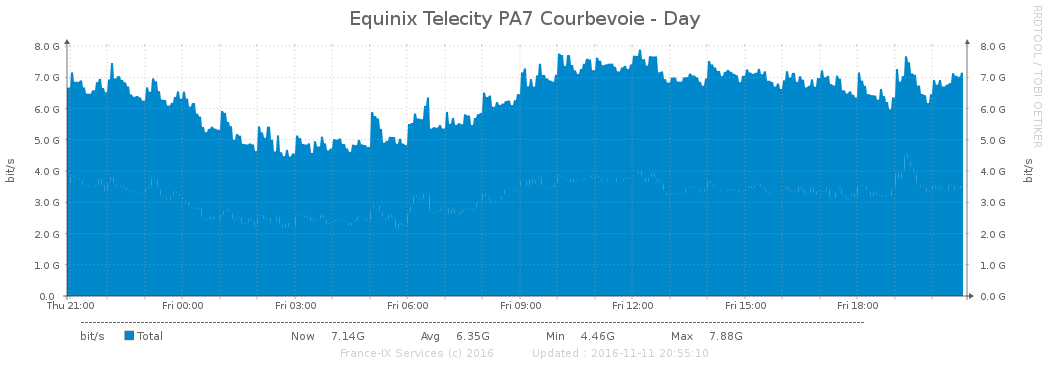 Equinix Telecity PA7 Courbevoie - Day
RRDTOOL / TOBI OETIKER
8.0 G 8.0 G
7.0 G 7.0 G
6.0 G 6.0 G
5.0 G 5.0 G
4.0 G 4.0 G
3.0 G 3.0 G
2.0 G 2.0 G
1.0 G 1.0 G
0.0 0.0 G
bit/s bit/s
Thu 21:00 Fri 00:00 Fri 03:00 Fri 06:00 Fri 09:00 Fri 12:00 Fri 15:00 Fri 18:00
bit/s Total Now 7.14G Avg 6.35G Min 4.46G Max 7.88G
France-IX Services (c) 2016 Updated : 2016-11-11 20:55:10